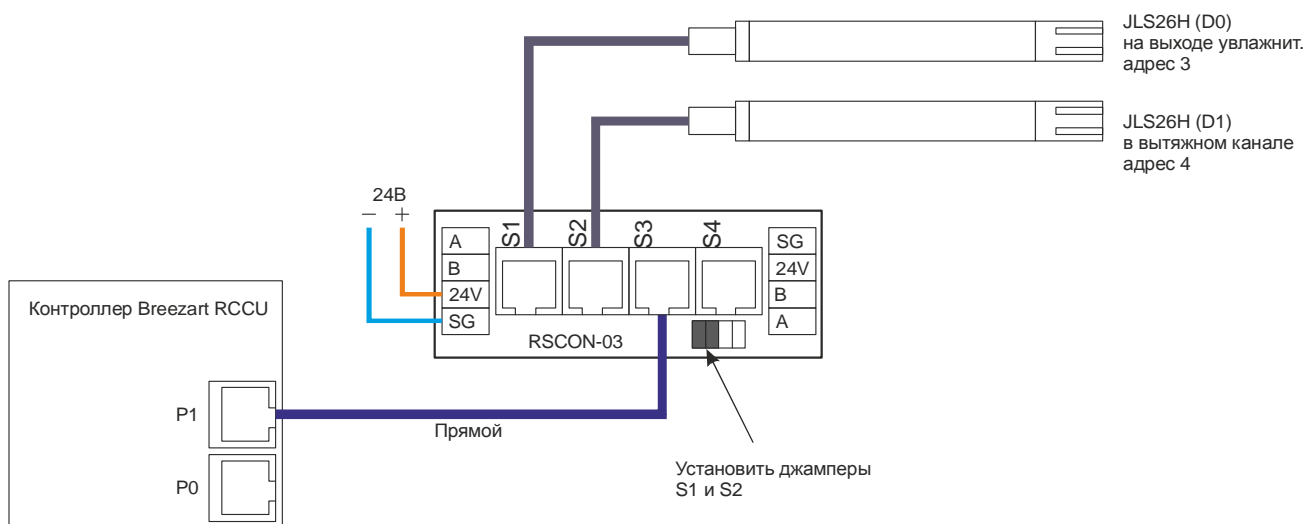 JLS26H (D0)
на выходе увлажнит.
адрес 3
JLS26H (D1)
в вытяжном канале
адрес 4
24В
− +
S1 S2 S3 S4
A
B
24V
SG
SG
24V
B
A
RSCON-03
Контроллер Breezart RCCU
P1
P0
Прямой
Установить джамперы
S1 и S2